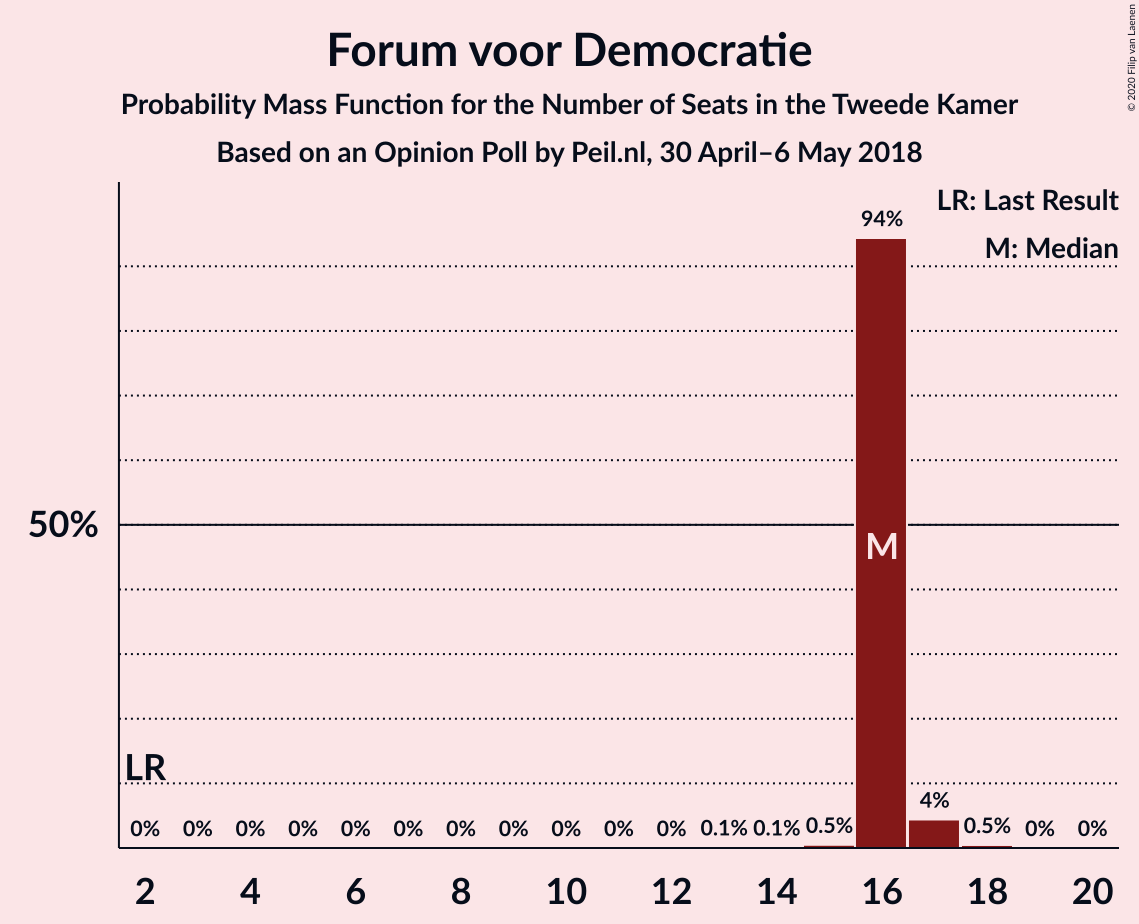 Forum voor Democratie
Probability Mass Function for the Number of Seats in the Tweede Kamer
Based on an Opinion Poll by Peil.nl, 30 April–6 May 2018
© 2020 Filip van Laenen
LR: Last Result
M: Median
94%
50%
M
LR
0% 0% 0% 0% 0% 0% 0% 0% 0% 0% 0% 0.1% 0.1% 0.5% 4% 0.5% 0% 0%
2 4 6 8 10 12 14 16 18 20